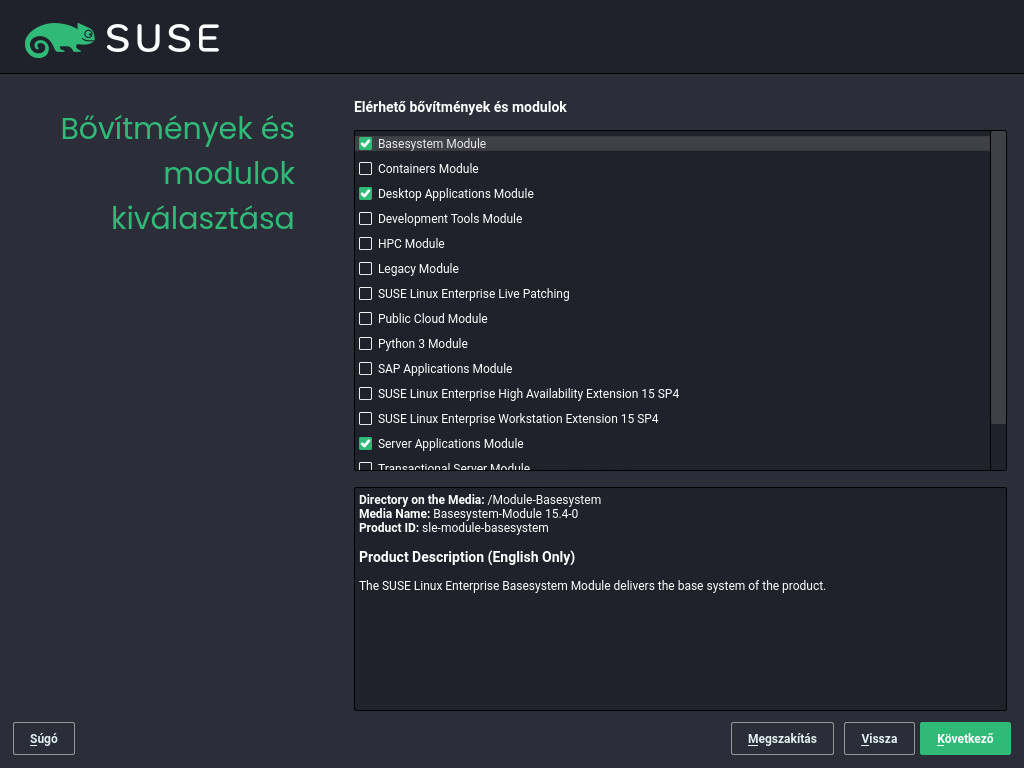 SUSE
Bővítmények és
modulok
kiválasztása
Elérhető bővítmények és modulok
Basesystem Module
Containers Module
Desktop Applications Module
Development Tools Module
HPC Module
Legacy Module
SUSE Linux Enterprise Live Patching
Public Cloud Module
Python 3 Module
SAP Applications Module
SUSE Linux Enterprise High Availability Extension 15 SP4
SUSE Linux Enterprise Workstation Extension 15 SP4
Server Applications Module
Transactional Server Module
Directory on the Media: /Module-Basesystem
Media Name: Basesystem-Module 15.4-0
Product ID: sle-module-basesystem
Product Description (English Only)
The SUSE Linux Enterprise Basesystem Module delivers the base system of the product.
Súgó
Megszakítás
Vissza
Következő